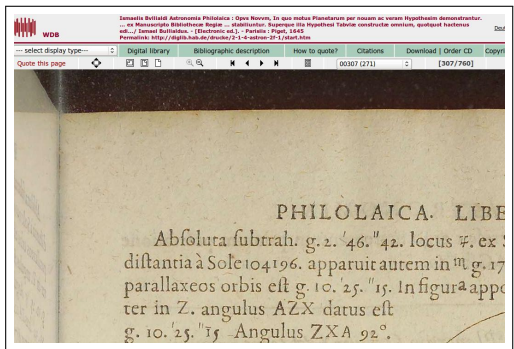 WDB
Ismaelis Bvllialdi Astronomia Philolaica : Opvs Novvm, In quo motus Planetarum per nouam ac veram Hypothesim demonstrantur.
... ex Manuscripto Bibliothecæ Regiæ ... stabiliuntur. Superque illa Hypothesi Tabvlæ constructæ omnium, quotquot hactenus
edi.../ Ismael Bullialdus. - [Electronic ed.]. - Parisiis : Piget, 1645
Permalink: http://diglib.hab.de/drucke/2-1-4-astron-2f-1/start.htm
--- select display type---
Digital library
Bibliographic description
How to quote?
Citations
Download | Order CD
Quote this page
00307 (271)
[307/760]
PHILOLAICA. LIBE
Abſoluta ſubtrah. g. 2. '46. "42. locus ♃. ex
diſtantia à Sole 104196. apparuit autem in ♏ g. 17
parallaxeos orbis eſt g. 10. '25. "15. In figura appo
ter in Z. angulus AZX datus eſt
g. 10. '25. "15 Angulus ZXA 92°.